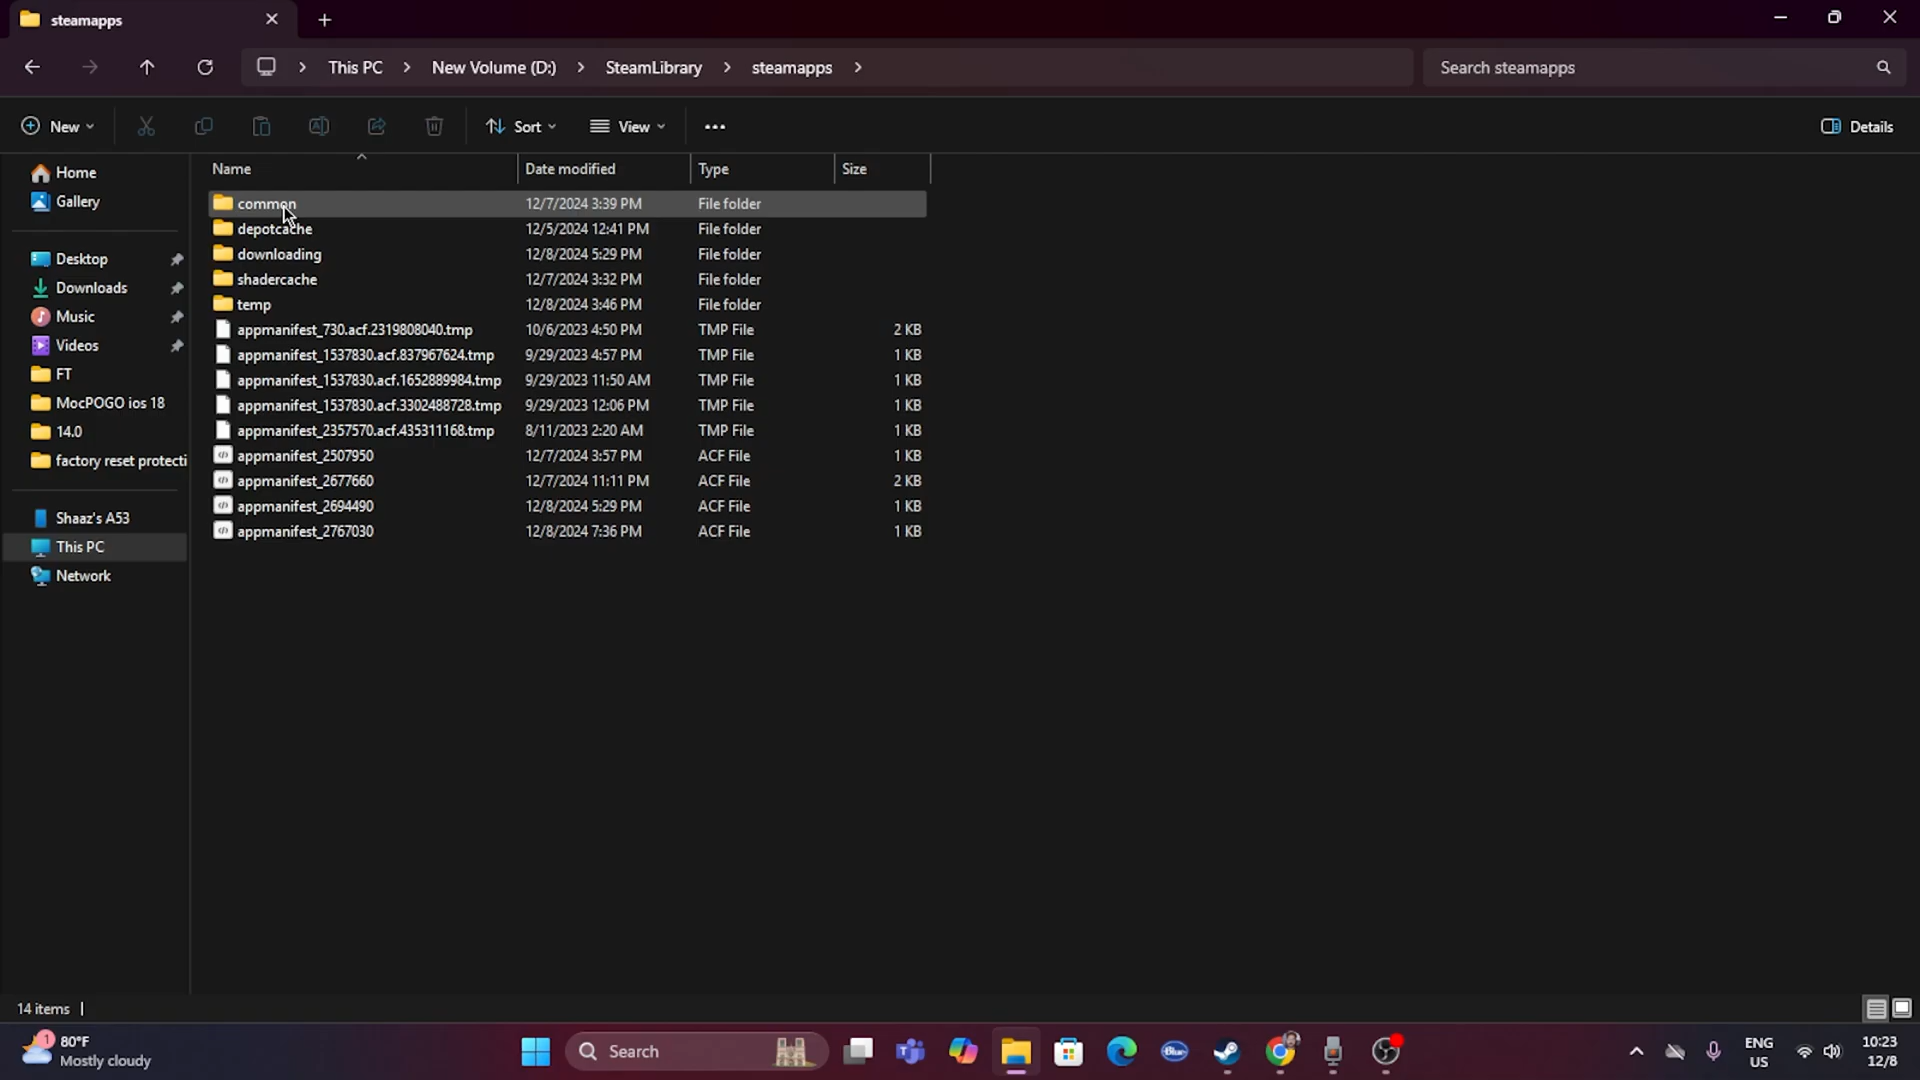 steamapps
This PC > New Volume (D:) > SteamLibrary > steamapps >
Search steamapps
New
Sort
View
Details
Name
Date modified
Type
Size
common 12/7/2024 3:39 PM File folder
depotcache 12/5/2024 12:41 PM File folder
downloading 12/8/2024 5:29 PM File folder
shadercache 12/7/2024 3:32 PM File folder
temp 12/8/2024 3:46 PM File folder
appmanifest_730.acf.2319808040.tmp 10/6/2023 4:50 PM TMP File 2 KB
appmanifest_1537830.acf.837967624.tmp 9/29/2023 4:57 PM TMP File 1 KB
appmanifest_1537830.acf.1652889984.tmp 9/29/2023 11:50 AM TMP File 1 KB
appmanifest_1537830.acf.3302488728.tmp 9/29/2023 12:06 PM TMP File 1 KB
appmanifest_2357570.acf.435311168.tmp 8/11/2023 2:20 AM TMP File 1 KB
appmanifest_2507950 12/7/2024 3:57 PM ACF File 1 KB
appmanifest_2677660 12/7/2024 11:11 PM ACF File 2 KB
appmanifest_2694490 12/8/2024 5:29 PM ACF File 1 KB
appmanifest_2767030 12/8/2024 7:36 PM ACF File 1 KB
Home
Gallery
Desktop
Downloads
Music
Videos
FT
MocPOGO ios 18
14.0
factory reset protecti
Shaaz's A53
This PC
Network
14 items
1
80°F
Mostly cloudy
Search
Blue
ENG
US
10:23
12/8